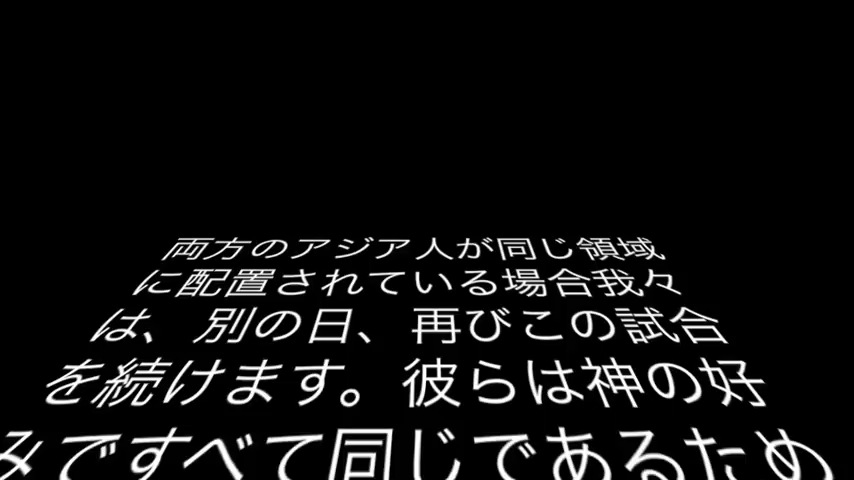 両方のアジア人が同じ領域
に配置されている場合我々
は、別の日、再びこの試合
を続けます。彼らは神の好
みですべて同じであるため